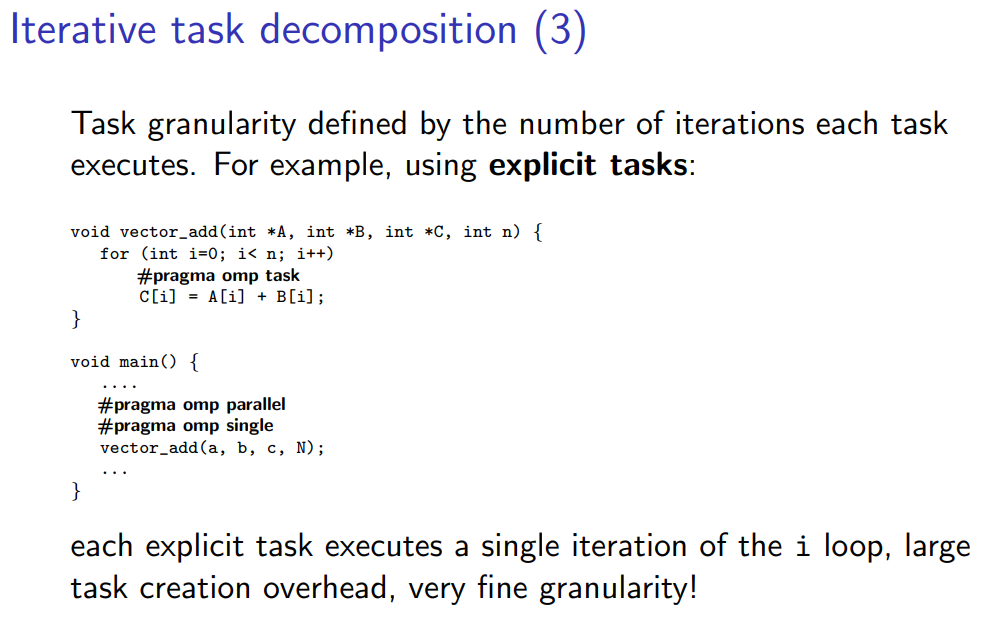 Iterative task decomposition (3)
Task granularity defined by the number of iterations each task
executes. For example, using explicit tasks:
void vector_add(int *A, int *B, int *C, int n) {
for (int i=0; i< n; i++)
#pragma omp task
C[i] = A[i] + B[i];
}
void main() {
....
#pragma omp parallel
#pragma omp single
vector_add(a, b, c, N);
...
}
each explicit task executes a single iteration of the i loop, large
task creation overhead, very fine granularity!